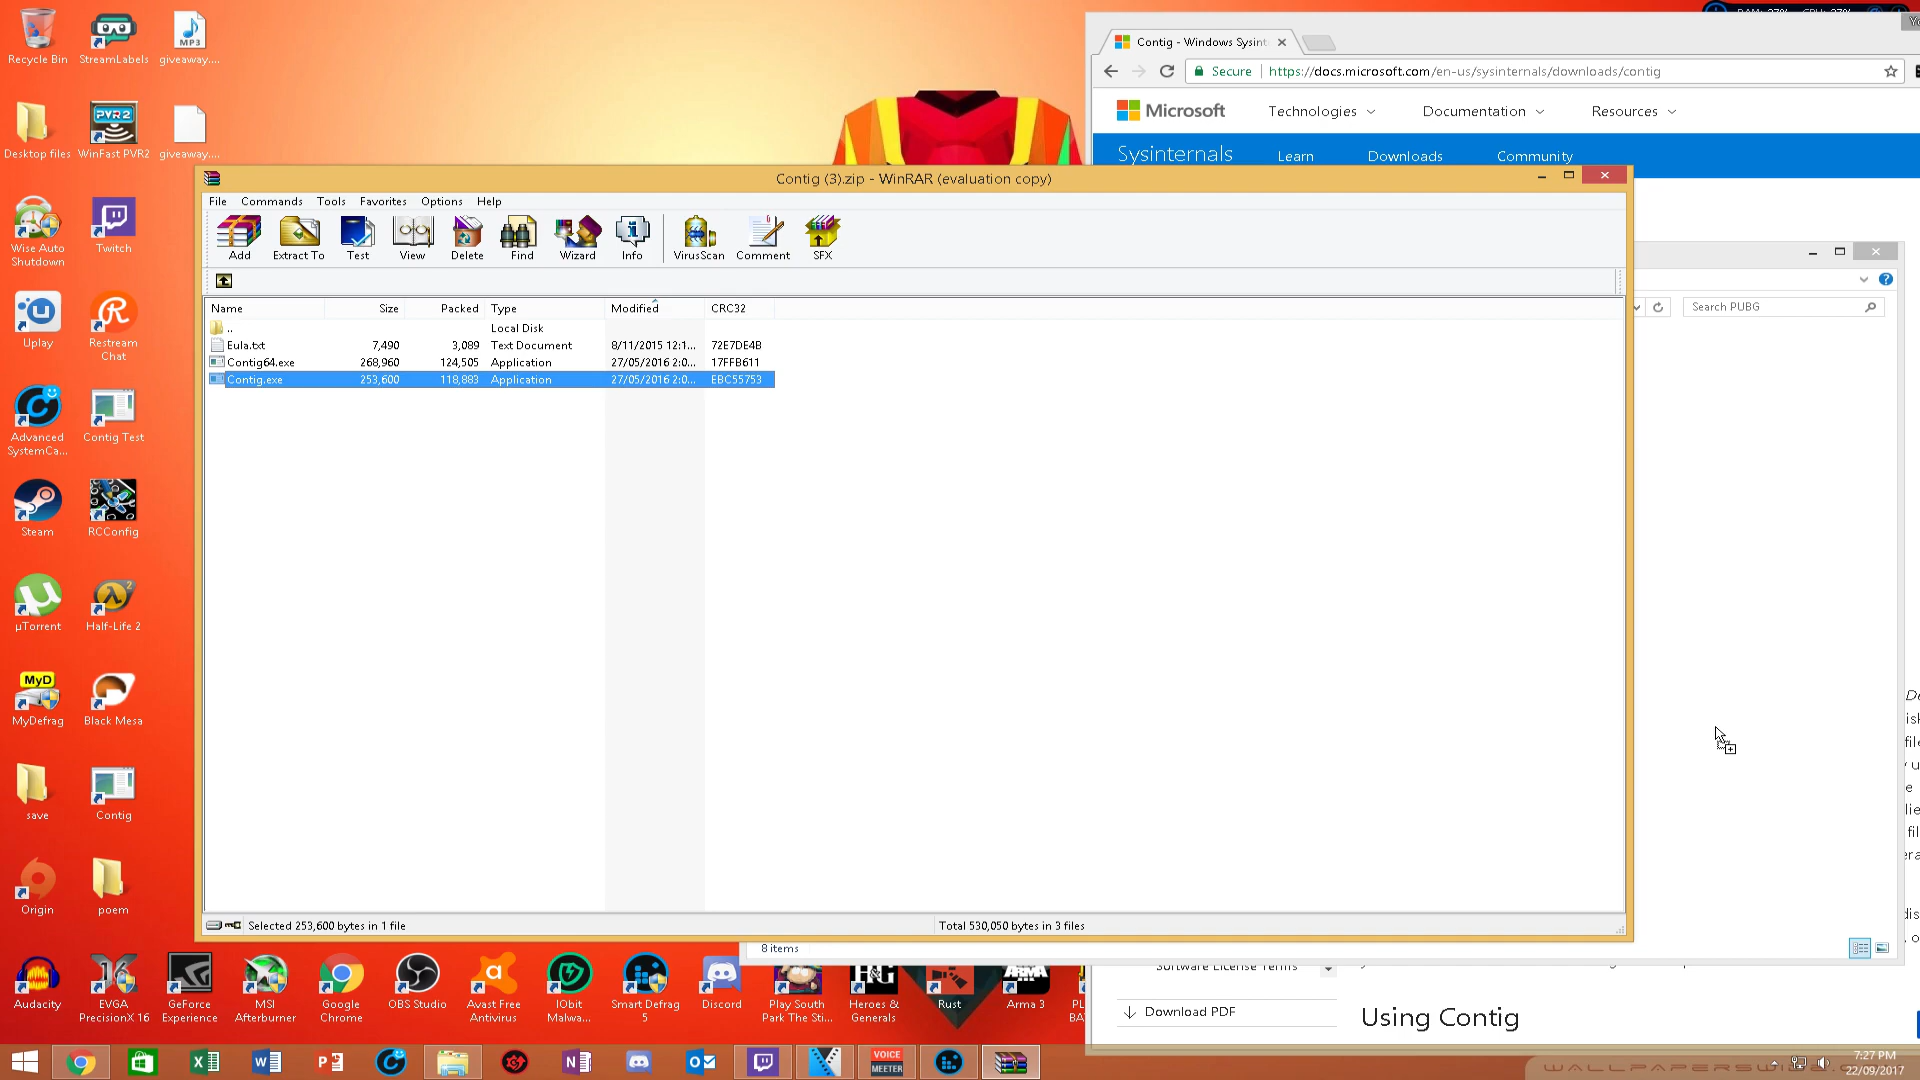 Recycle Bin
StreamLabels
giveaway....
MP3
Desktop files
PVR2
WinFast PVR2
giveaway....
Wise Auto
Shutdown
Twitch
Uplay
Restream
Chat
Advanced
SystemCa...
Contig Test
Steam
RCConfig
µTorrent
Half-Life 2
MyD
MyDefrag
Black Mesa
save
Contig
Origin
poem
Audacity
EVGA
PrecisionX 16
GeForce
Experience
MSI
Afterburner
Google
Chrome
OBS Studio
Avast Free
Antivirus
IObit
Malwa...
Smart Defrag
5
Discord
Play South
Park The Sti...
Heroes &
Generals
Rust
Arma 3
Contig (3).zip - WinRAR (evaluation copy)
File Commands Tools Favorites Options Help
Add Extract To Test View Delete Find Wizard Info VirusScan Comment SFX
Name Size Packed Type Modified CRC32
.. Local Disk
Eula.txt 7,490 3,089 Text Document 8/11/2015 12:1... 72E7DE4B
Contig64.exe 268,960 124,505 Application 27/05/2016 2:0... 17FFB611
Contig.exe 253,600 118,883 Application 27/05/2016 2:0... EBC55753
Selected 253,600 bytes in 1 file
Total 530,050 bytes in 3 files
8 items
Contig - Windows Sysint
Secure https://docs.microsoft.com/en-us/sysinternals/downloads/contig
Microsoft Technologies Documentation Resources
Sysinternals Learn Downloads Community
Search PUBG
Software License Terms
Download PDF
Using Contig
VOICE
MEETER
7:27 PM
22/09/2017